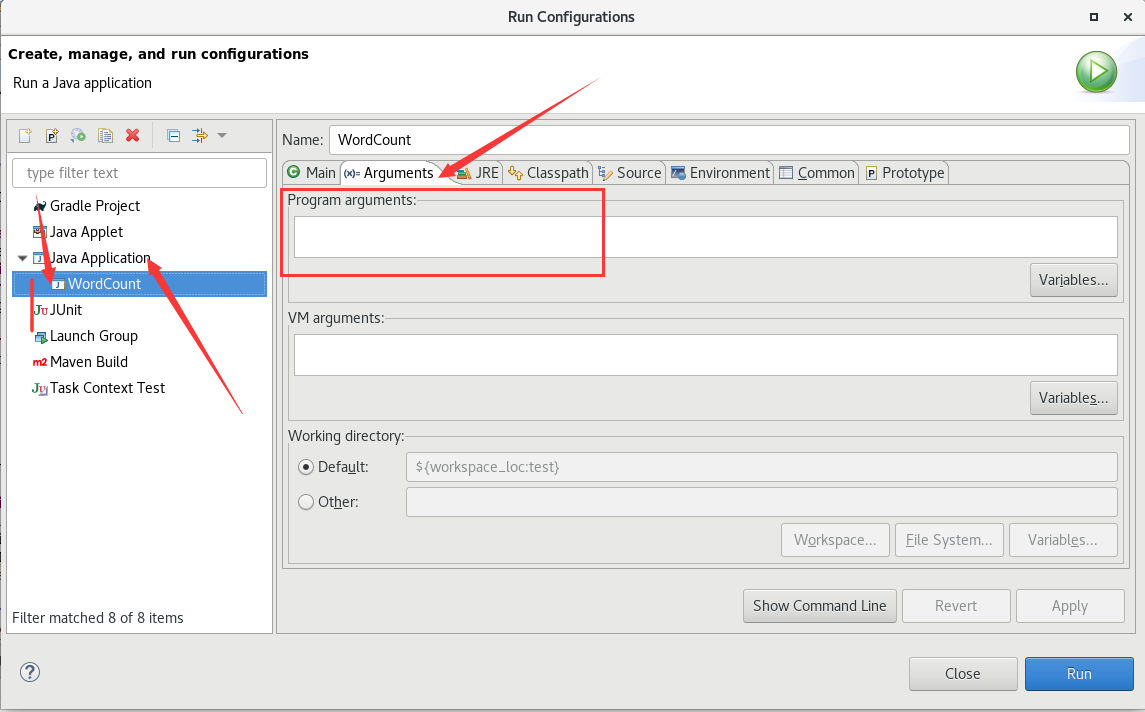 Run Configurations
Create, manage, and run configurations
Run a Java application
type filter text
Gradle Project
Java Applet
Java Application
WordCount
JUnit
Launch Group
Maven Build
Task Context Test
Filter matched 8 of 8 items
Name: WordCount
Main (x)= Arguments JRE Classpath Source Environment Common Prototype
Program arguments:
Variables...
VM arguments:
Variables...
Working directory:
Default: ${workspace_loc:test}
Other:
Workspace... File System... Variables...
Show Command Line Revert Apply
Close Run